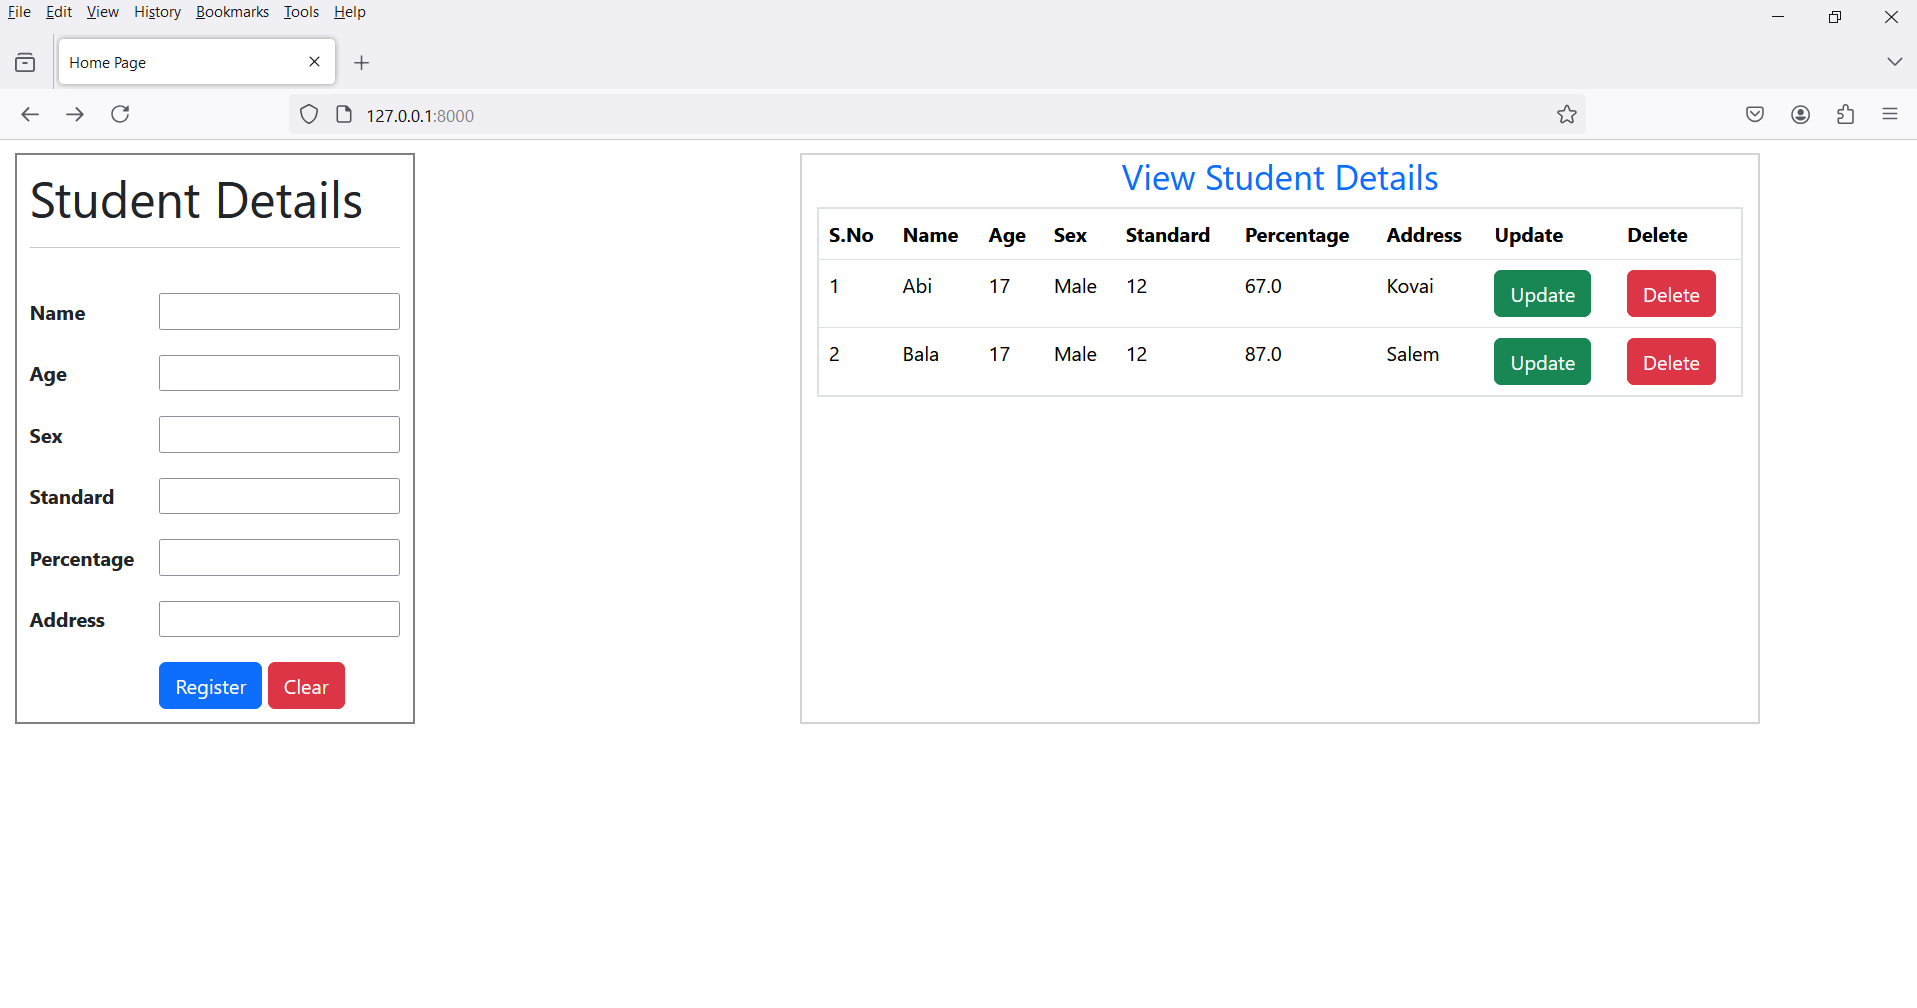 File Edit View History Bookmarks Tools Help
Home Page
127.0.0.1:8000
Student Details
Name
Age
Sex
Standard
Percentage
Address
Register Clear
View Student Details
S.No Name Age Sex Standard Percentage Address Update Delete
1 Abi 17 Male 12 67.0 Kovai Update Delete
2 Bala 17 Male 12 87.0 Salem Update Delete